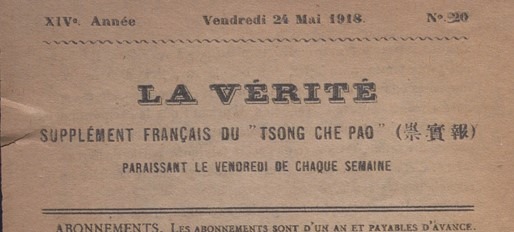 XIVe. Année Vendredi 24 Mai 1918. No. 20
LA VÉRITÉ
SUPPLÉMENT FRANÇAIS DU "TSONG CHE PAO" (崇實報)
PARAISSANT LE VENDREDI DE CHAQUE SEMAINE
ABONNEMENTS. LES ABONNEMENTS SONT D'UN AN ET PAYABLES D'AVANCE.